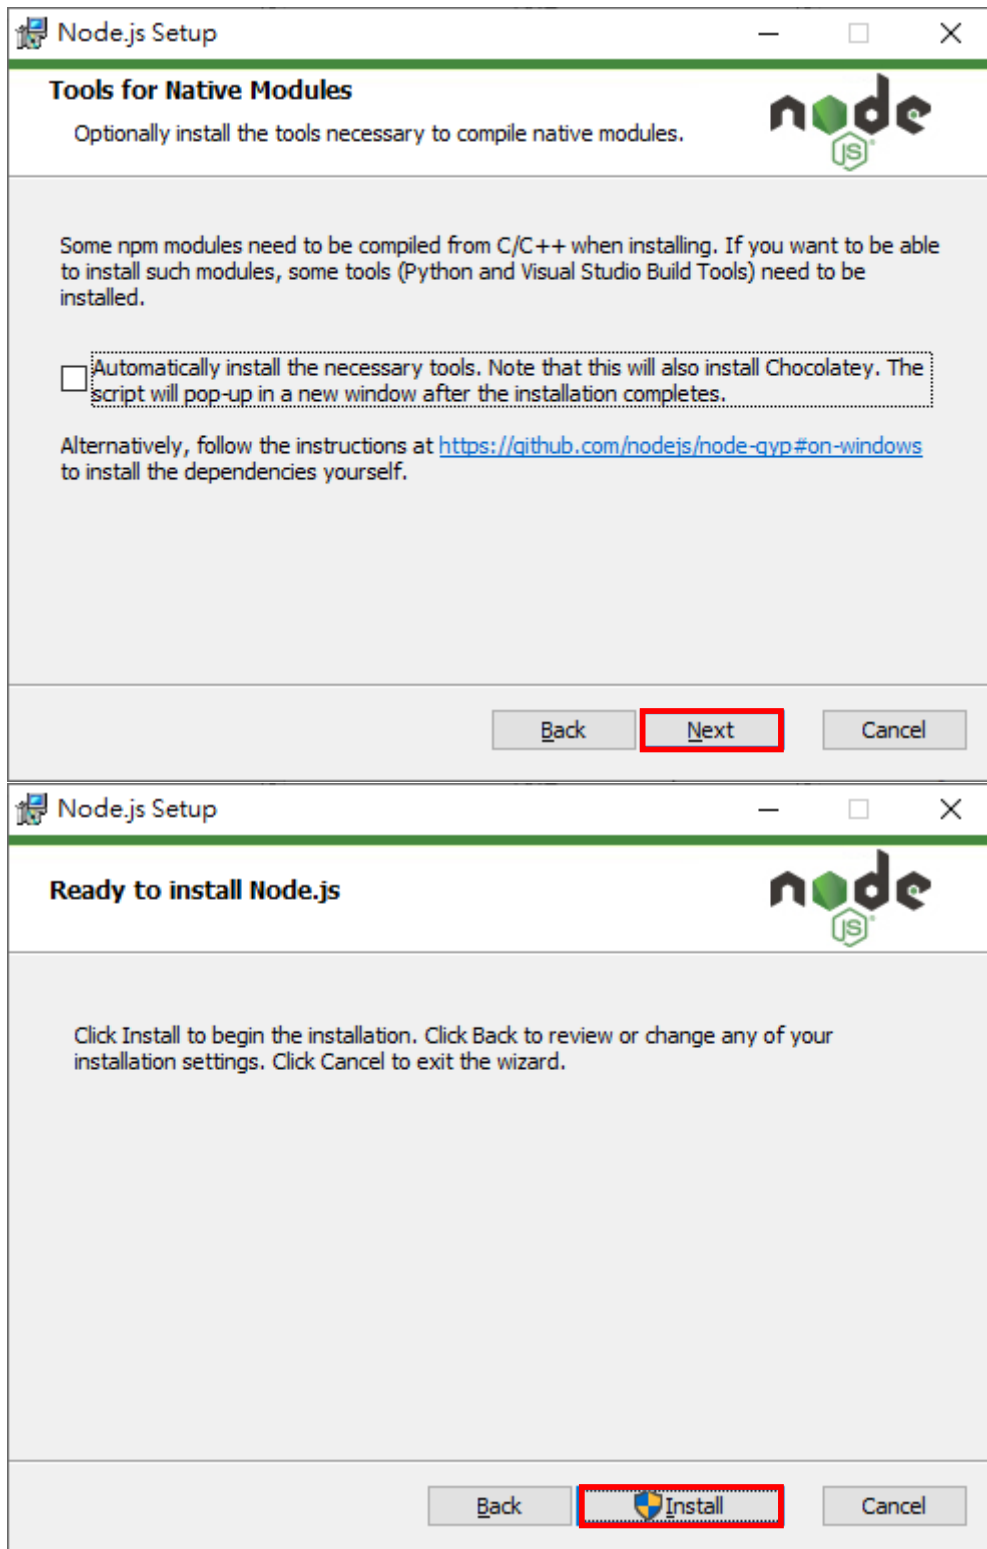 Node.js Setup
Tools for Native Modules
Optionally install the tools necessary to compile native modules.
node
JS
Some npm modules need to be compiled from C/C++ when installing. If you want to be able
to install such modules, some tools (Python and Visual Studio Build Tools) need to be
installed.
Automatically install the necessary tools. Note that this will also install Chocolatey. The
script will pop-up in a new window after the installation completes.
Alternatively, follow the instructions at https://github.com/nodejs/node-gyp#on-windows
to install the dependencies yourself.
Back Next Cancel
Node.js Setup
Ready to install Node.js
node
JS
Click Install to begin the installation. Click Back to review or change any of your
installation settings. Click Cancel to exit the wizard.
Back Install Cancel